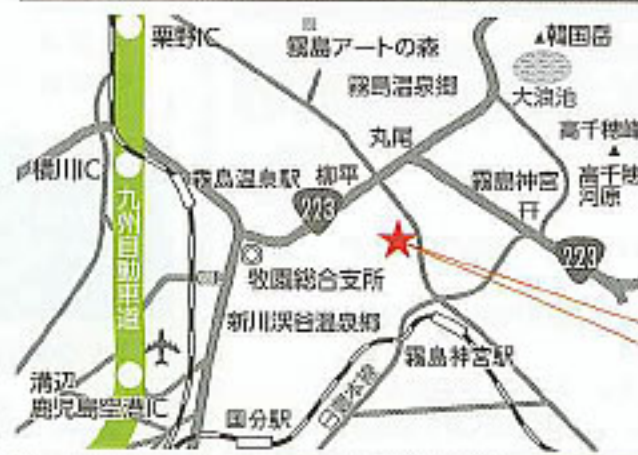 栗野IC
霧島アートの森
▲韓国岳
霧島温泉郷
大浪池
丸尾
高千穂峰
▲
横川IC
霧島温泉駅
柳平
霧島神宮
高千穂
河原
223
九州自動車道
223
牧園総合支所
新川渓谷温泉郷
霧島神宮駅
溝辺
鹿児島空港IC
国分駅
日豊本線